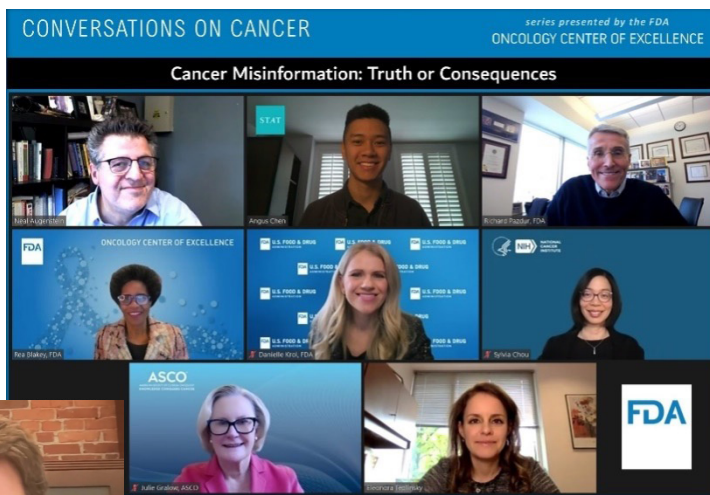 CONVERSATIONS ON CANCER
series presented by the FDA
ONCOLOGY CENTER OF EXCELLENCE
Cancer Misinformation: Truth or Consequences
STAT
Neal Augenstein
Angus Chen
Richard Pazdur, FDA
FDA
ONCOLOGY CENTER OF EXCELLENCE
U.S. FOOD & DRUG
ADMINISTRATION
NIH
NATIONAL
CANCER
INSTITUTE
Rea Blakey, FDA
Danielle Krol, FDA
Sylvia Chou
ASCO
FDA
Julie Gralow, ASCO
Eleonora Teplinsky